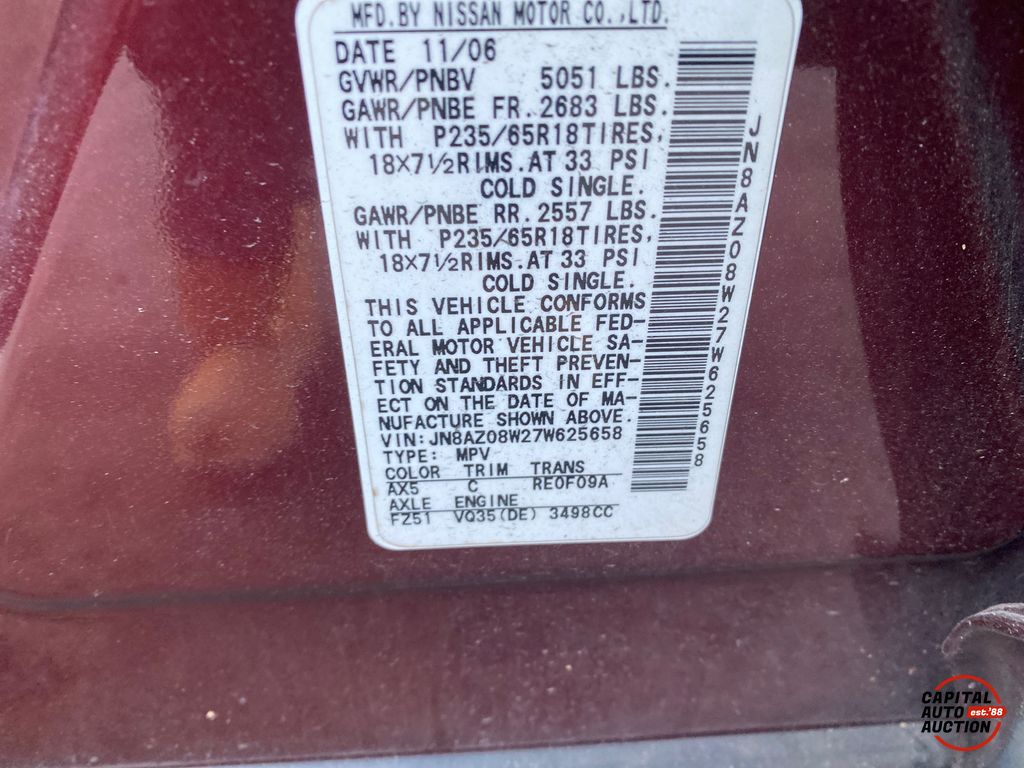 MFD.BY NISSAN MOTOR CO.,LTD.
DATE 11/06
GVWR/PNBV 5051 LBS.
GAWR/PNBE FR. 2683 LBS.
WITH P235/65R18TIRES,
18X7½RIMS.AT 33 PSI
COLD SINGLE.
GAWR/PNBE RR. 2557 LBS.
WITH P235/65R18TIRES,
18X7½RIMS.AT 33 PSI
COLD SINGLE.
THIS VEHICLE CONFORMS
TO ALL APPLICABLE FED-
ERAL MOTOR VEHICLE SA-
FETY AND THEFT PREVEN-
TION STANDARDS IN EFF-
ECT ON THE DATE OF MA-
NUFACTURE SHOWN ABOVE.
VIN:JN8AZ08W27W625658
TYPE: MPV
COLOR TRIM TRANS
AX5 C RE0F09A
AXLE ENGINE
FZ51 VQ35(DE) 3498CC
JN8AZ08W27W625658
CAPITAL
AUTO est.'88
AUCTION